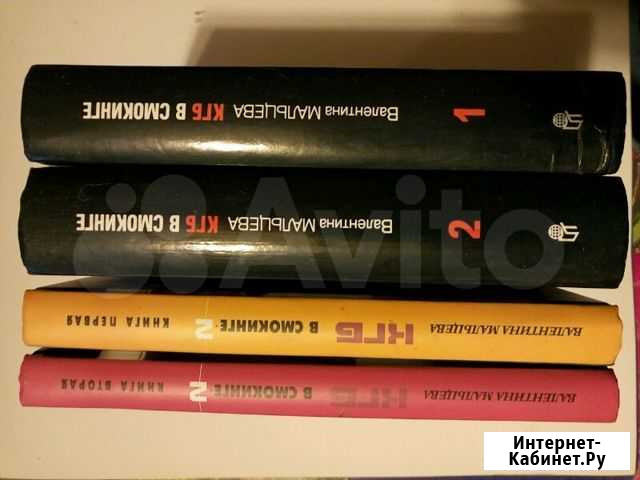 Валентина МАЛЬЦЕВА КГБ В СМОКИНГЕ 1
Валентина МАЛЬЦЕВА КГБ В СМОКИНГЕ 2
ВАЛЕНТИНА МАЛЬЦЕВА КГБ В СМОКИНГЕ-2 КНИГА ПЕРВАЯ
ВАЛЕНТИНА МАЛЬЦЕВА КГБ В СМОКИНГЕ-2 КНИГА ВТОРАЯ
Avito
Интернет-
Кабинет.Ру